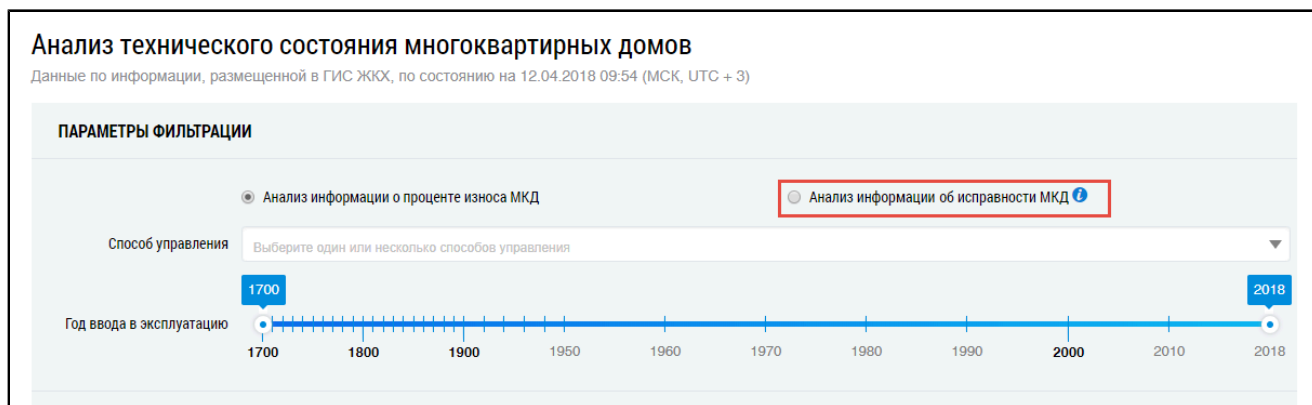 Анализ технического состояния многоквартирных домов
Данные по информации, размещенной в ГИС ЖКХ, по состоянию на 12.04.2018 09:54 (МСК, UTC + 3)
ПАРАМЕТРЫ ФИЛЬТРАЦИИ
Анализ информации о проценте износа МКД Анализ информации об исправности МКД i
Способ управления Выберите один или несколько способов управления
1700 2018
Год ввода в эксплуатацию
1700 1800 1900 1950 1960 1970 1980 1990 2000 2010 2018